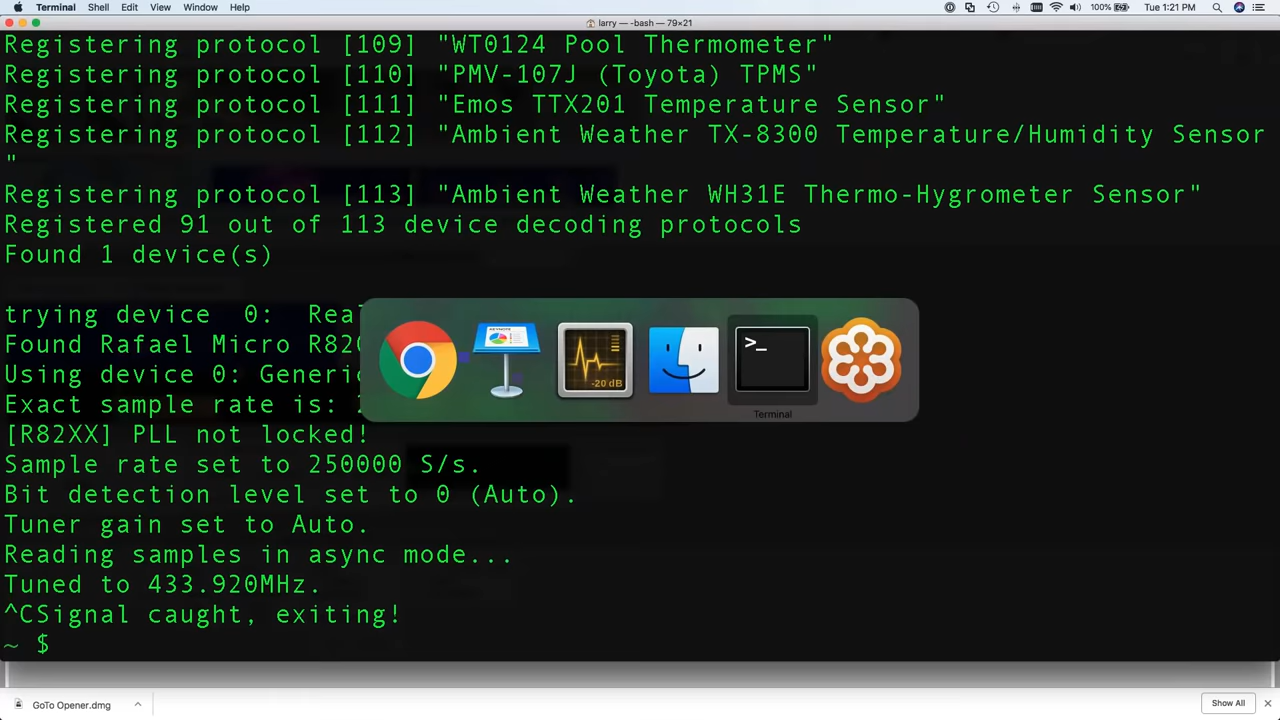 Terminal Shell Edit View Window Help 100% Tue 1:21 PM
larry — -bash — 79×21
Registering protocol [109] "WT0124 Pool Thermometer"
Registering protocol [110] "PMV-107J (Toyota) TPMS"
Registering protocol [111] "Emos TTX201 Temperature Sensor"
Registering protocol [112] "Ambient Weather TX-8300 Temperature/Humidity Sensor
"
Registering protocol [113] "Ambient Weather WH31E Thermo-Hygrometer Sensor"
Registered 91 out of 113 device decoding protocols
Found 1 device(s)
trying device 0: Real
Found Rafael Micro R820
Using device 0: Generic
Exact sample rate is: 2
[R82XX] PLL not locked!
Sample rate set to 250000 S/s.
Bit detection level set to 0 (Auto).
Tuner gain set to Auto.
Reading samples in async mode...
Tuned to 433.920MHz.
^CSignal caught, exiting!
~ $
KEYNOTE
-20 dB
>_
Terminal
GoTo Opener.dmg
Show All